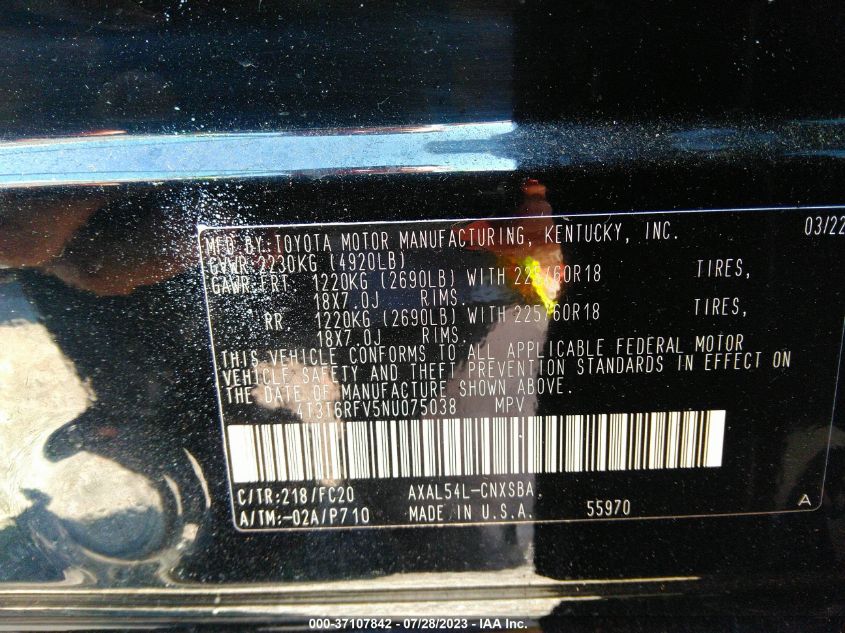 MFD BY: TOYOTA MOTOR MANUFACTURING, KENTUCKY, INC. 03/22
GVWR: 2230KG (4920LB)
GAWR FRT 1220KG (2690LB) WITH 225/60R18 TIRES,
18X7.0J RIMS.
RR 1220KG (2690LB) WITH 225/60R18 TIRES,
18X7.0J RIMS.
THIS VEHICLE CONFORMS TO ALL APPLICABLE FEDERAL MOTOR
VEHICLE SAFETY AND THEFT PREVENTION STANDARDS IN EFFECT ON
THE DATE OF MANUFACTURE SHOWN ABOVE.
4T3T6RFV5NU075038 MPV
C/TR:218/FC20 AXAL54L-CNXSBA
A/TM:-02A/P710 MADE IN U.S.A. 55970 A
000-37107842 - 07/28/2023 - IAA Inc.